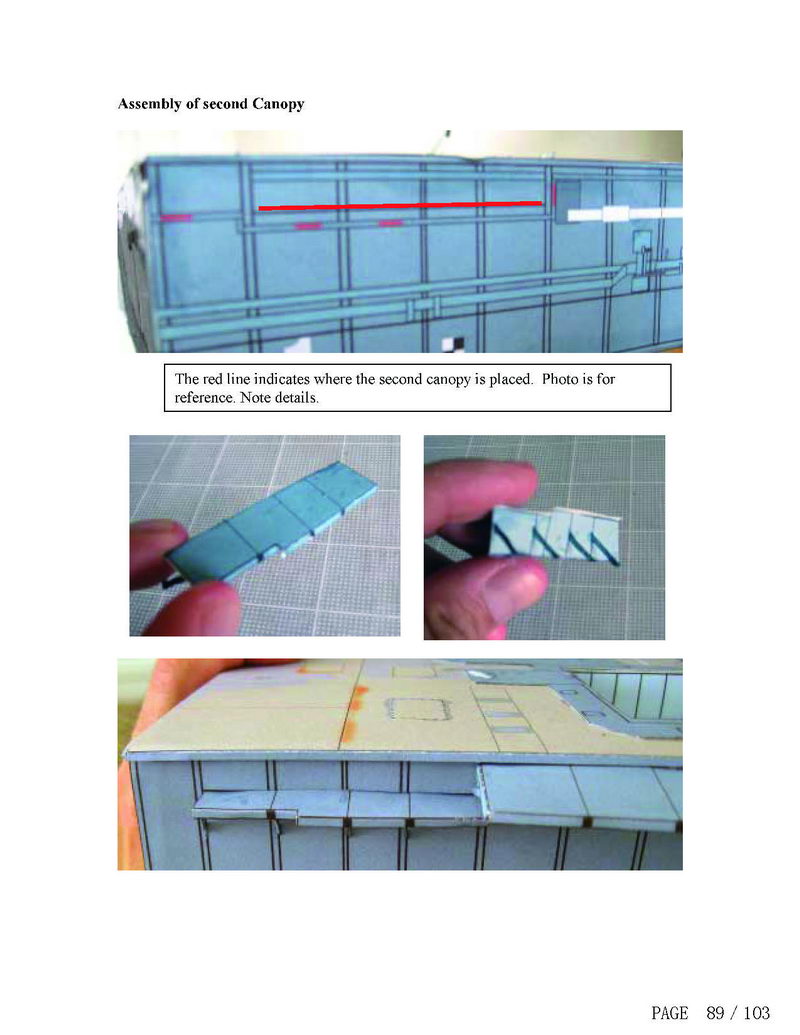 Assembly of second Canopy
The red line indicates where the second canopy is placed.  Photo is for
reference. Note details.
PAGE  89 / 103